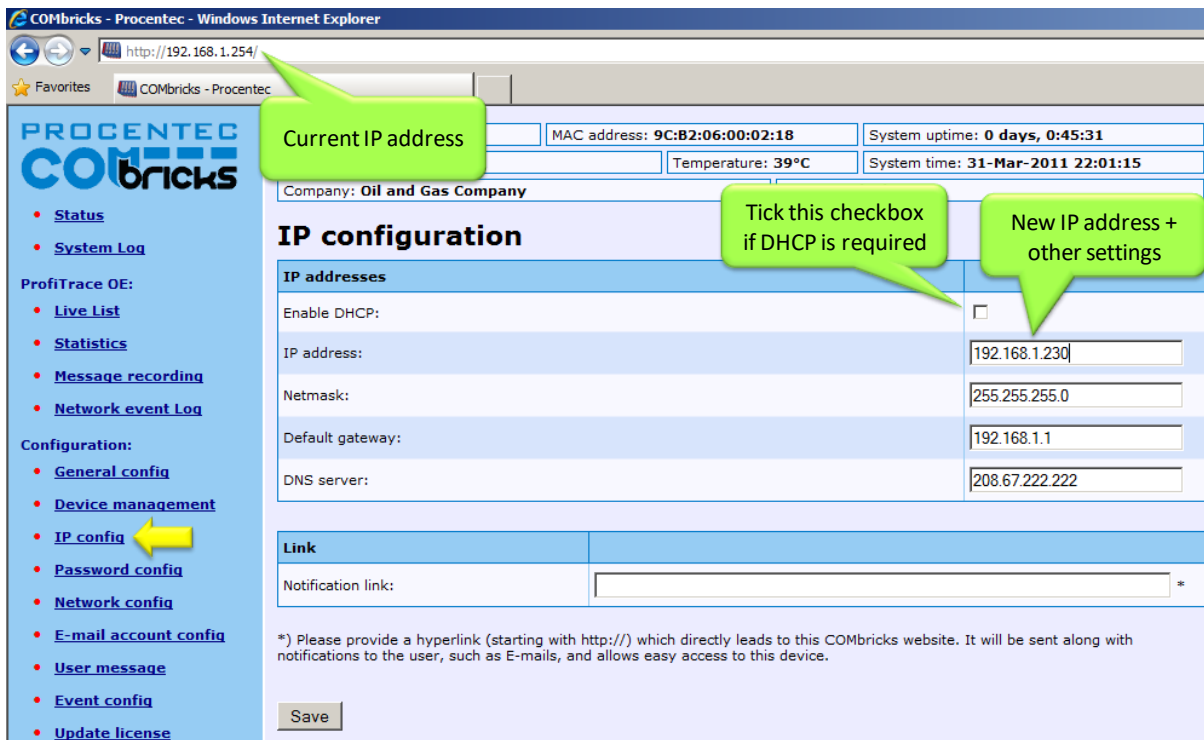 COMbricks - Procentec - Windows Internet Explorer
http://192.168.1.254/
Favorites
COMbricks - Procentec
Current IP address
MAC address: 9C:B2:06:00:02:18
System uptime: 0 days, 0:45:31
Temperature: 39°C
System time: 31-Mar-2011 22:01:15
Company: Oil and Gas Company
PROCENTEC
COMbricks
Status
System Log
ProfiTrace OE:
Live List
Statistics
Message recording
Network event Log
Configuration:
General config
Device management
IP config
Password config
Network config
E-mail account config
User message
Event config
Update license
Tick this checkbox
if DHCP is required
New IP address +
other settings
IP configuration
IP addresses
Enable DHCP:
IP address:
192.168.1.230
Netmask:
255.255.255.0
Default gateway:
192.168.1.1
DNS server:
208.67.222.222
Link
Notification link:
*
*) Please provide a hyperlink (starting with http://) which directly leads to this COMbricks website. It will be sent along with
notifications to the user, such as E-mails, and allows easy access to this device.
Save